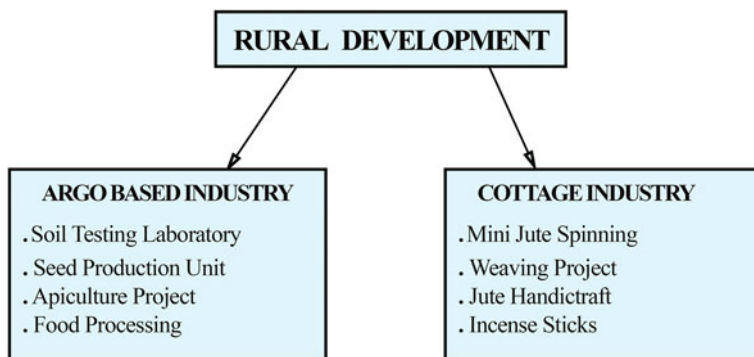 RURAL DEVELOPMENT
ARGO BASED INDUSTRY
. Soil Testing Laboratory
. Seed Production Unit
. Apiculture Project
. Food Processing
COTTAGE INDUSTRY
. Mini Jute Spinning
. Weaving Project
. Jute Handictraft
. Incense Sticks